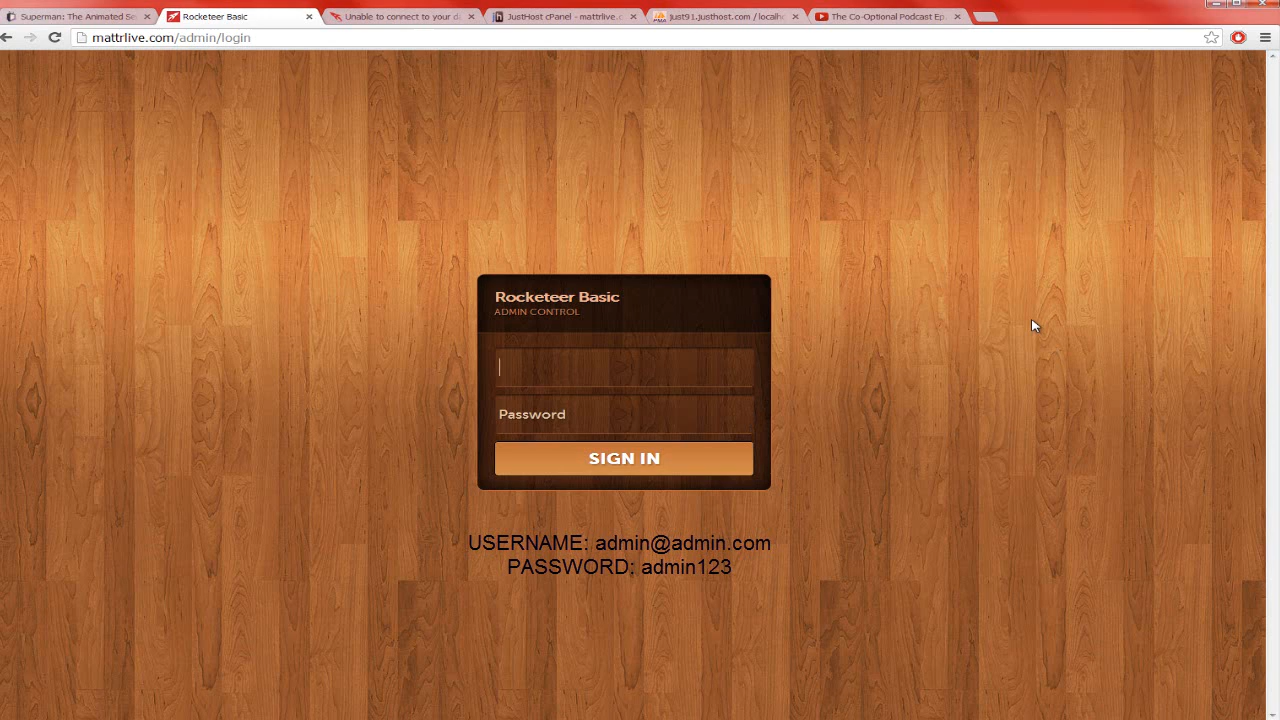 Superman: The Animated Se
Rocketeer Basic
Unable to connect to your da
JustHost cPanel - mattrlive.c
just91.justhost.com / localh
The Co-Optional Podcast Ep.
mattrlive.com/admin/login
Rocketeer Basic
ADMIN CONTROL
Password
SIGN IN
USERNAME: admin@admin.com
PASSWORD: admin123